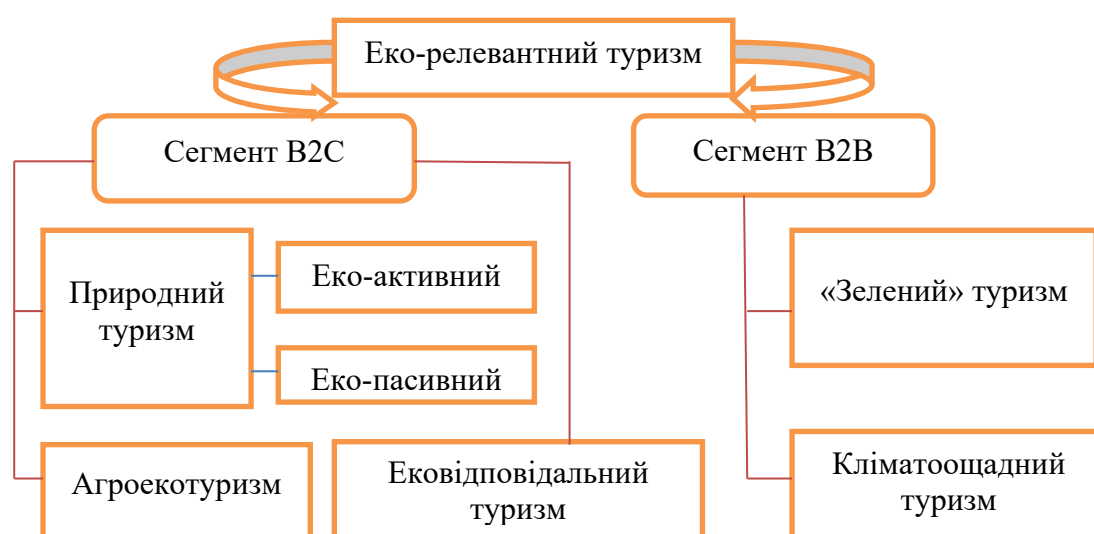 Еко-релевантний туризм
Сегмент B2C
Сегмент B2B
Природний
туризм
Еко-активний
Еко-пасивний
«Зелений» туризм
Агроекотуризм
Ековідповідальний
туризм
Кліматоощадний
туризм